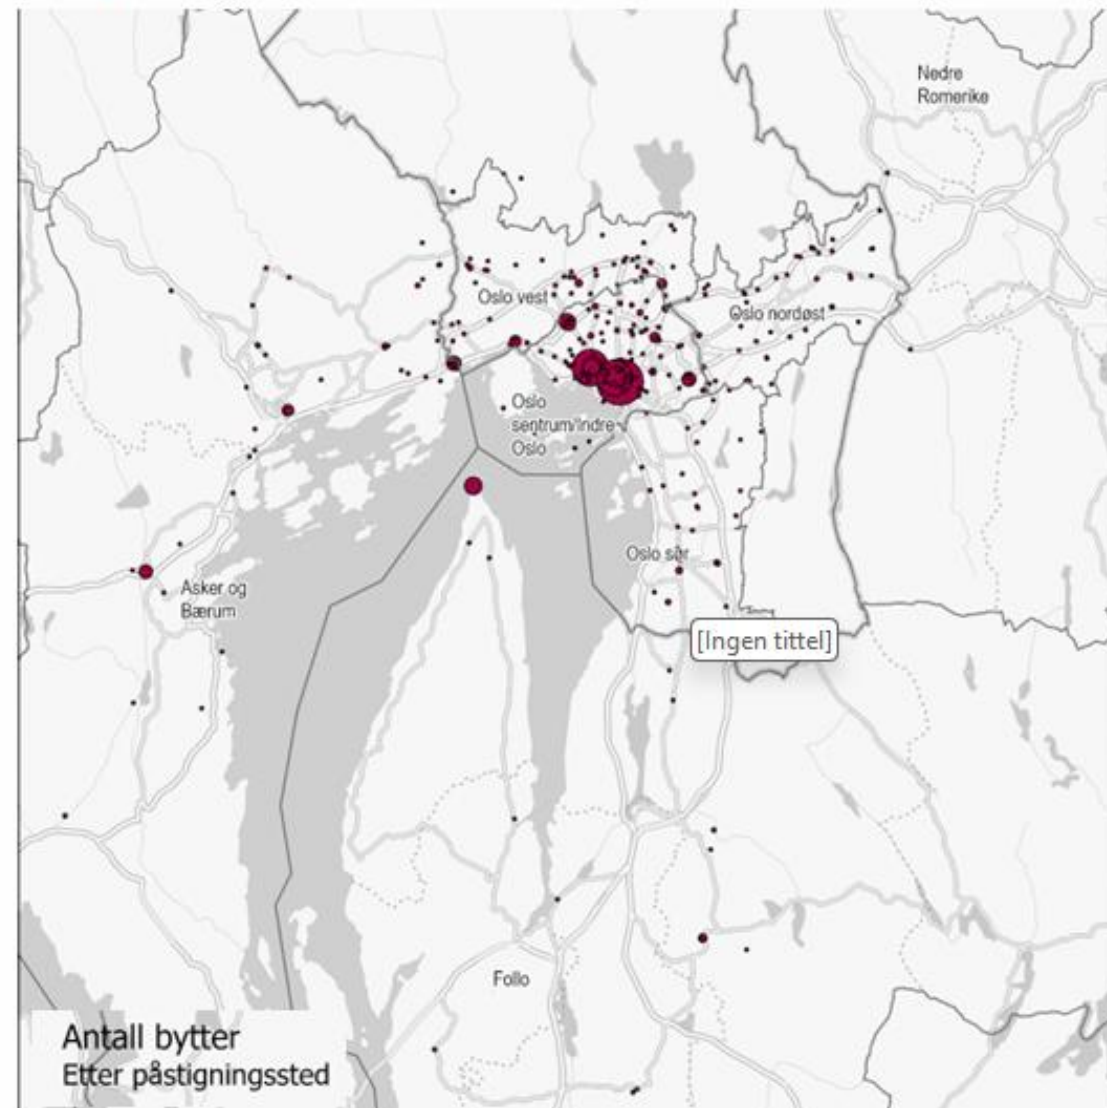 Nedre
Romerike
Oslo vest
Oslo nordøst
Oslo
sentrum/Indre
Oslo
Oslo sør
[Ingen tittel]
Asker og
Bærum
Follo
Antall bytter
Etter påstigningssted